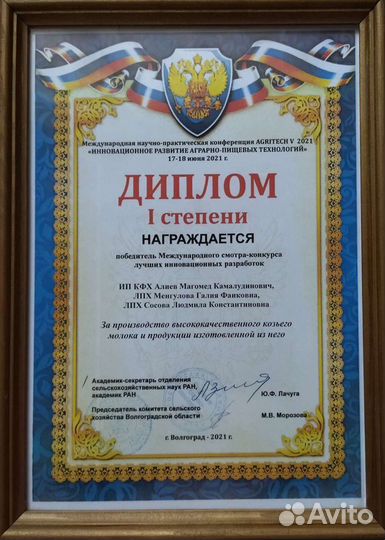 Международная научно-практическая конференция AGRITECH V 2021
«ИННОВАЦИОННОЕ РАЗВИТИЕ АГРАРНО-ПИЩЕВЫХ ТЕХНОЛОГИЙ»
17-18 июня 2021 г.
ДИПЛОМ
I степени
НАГРАЖДАЕТСЯ
победитель Международного смотра-конкурса
лучших инновационных разработок
ИП КФХ Алиев Магомед Камалудинович,
ЛПХ Менгулова Галия Фаиковна,
ЛПХ Сосова Людмила Константиновна
За производство высококачественного козьего
молока и продукции изготовленной из него
Академик-секретарь отделения
сельскохозяйственных наук РАН,
академик РАН
Ю.Ф. Лачуга
Председатель комитета сельского
хозяйства Волгоградской области
М.В. Морозова
г. Волгоград - 2021 г.
Avito